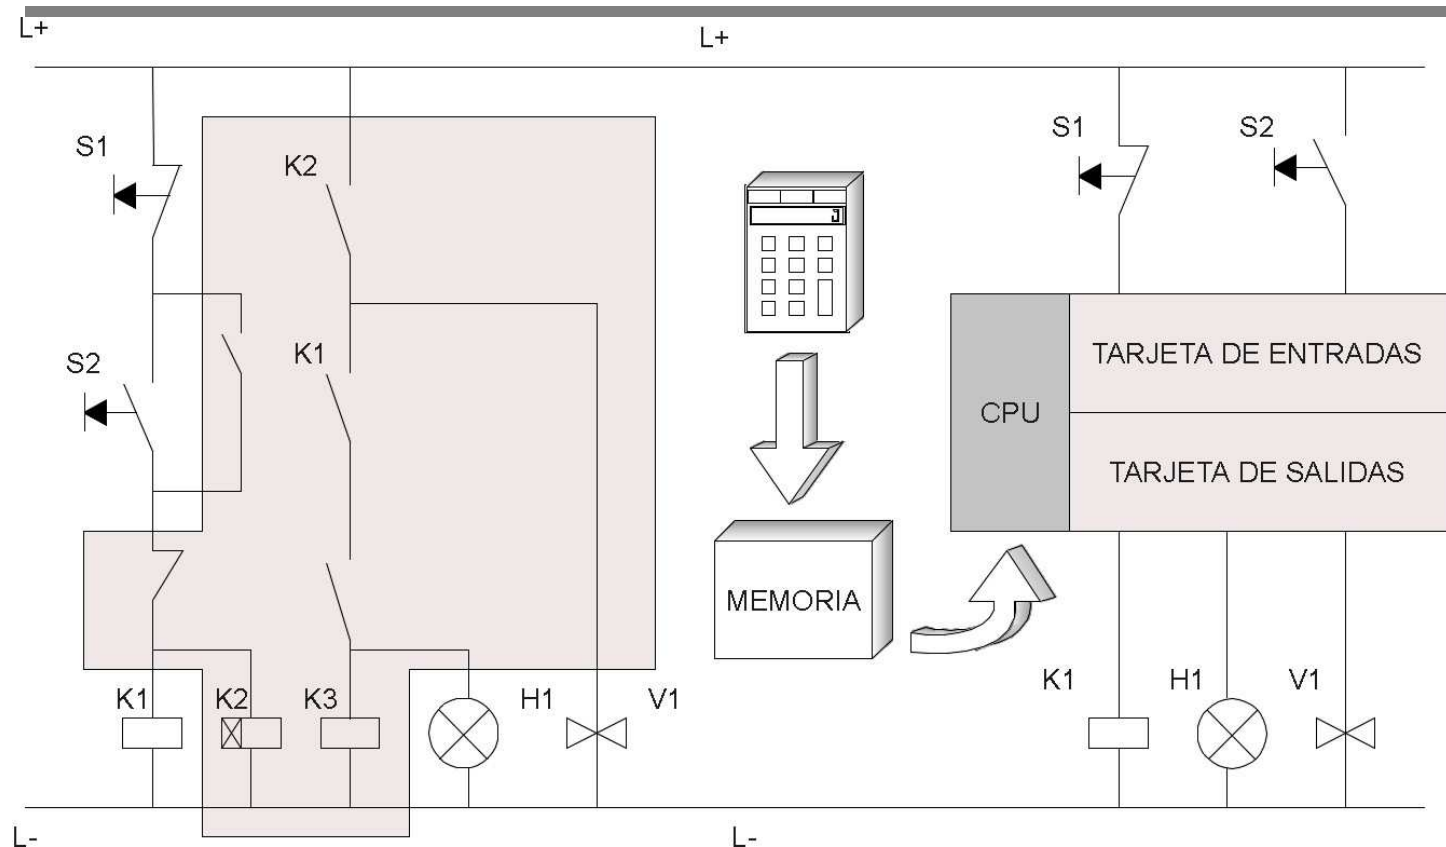 L+
L+
S1
K2
S1
S2
K1
S2
TARJETA DE ENTRADAS
CPU
TARJETA DE SALIDAS
MEMORIA
K1
K2
K3
H1
V1
K1
H1
V1
L-
L-